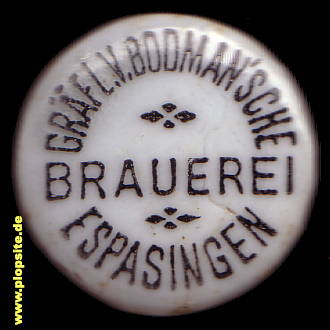 GRÄFL.V.BODMAN'SCHE
BRAUEREI
ESPASINGEN
© www.plopsite.de